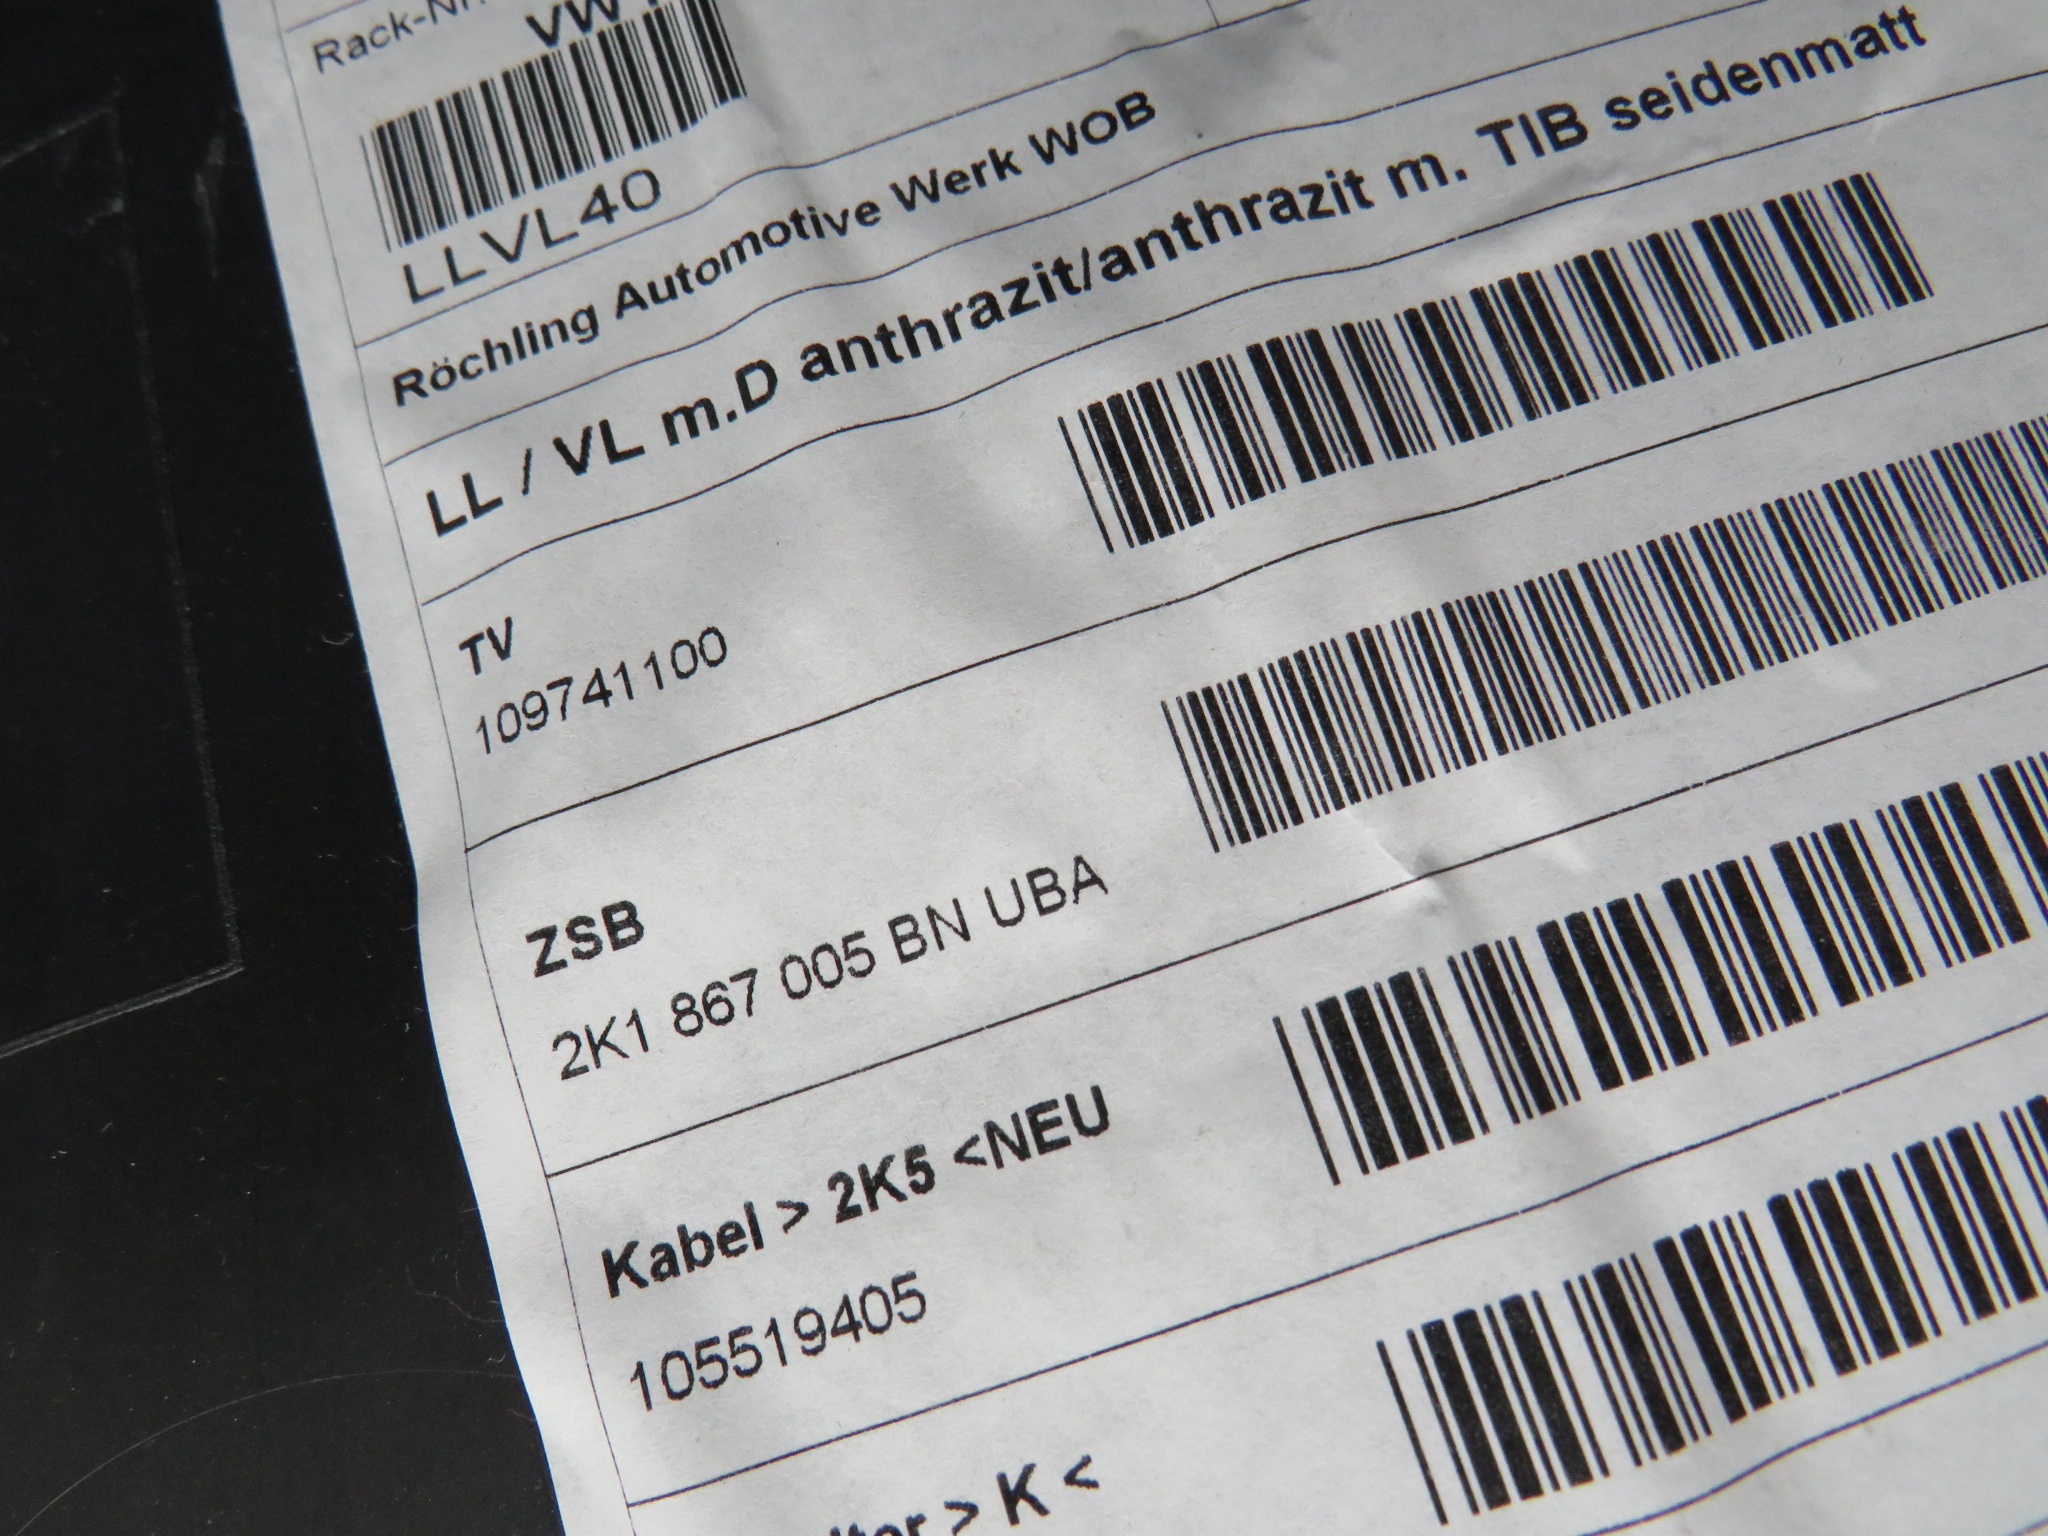 Rack-Nr.
VW
LLVL40
Röchling Automotive Werk WOB
LL / VL m.D anthrazit/anthrazit m. TIB seidenmatt
TV
109741100
ZSB
2K1 867 005 BN UBA
Kabel > 2K5 <NEU
105519405
> K <